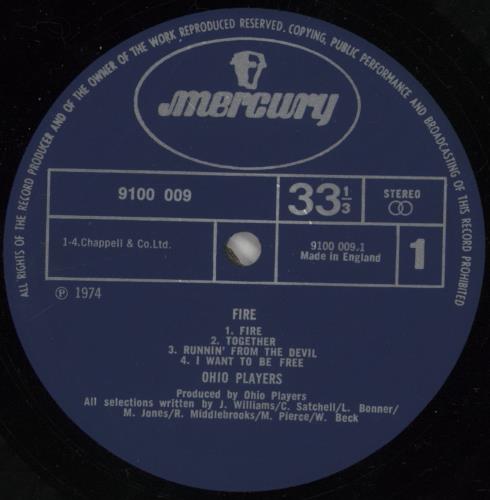 ALL RIGHTS OF THE RECORD PRODUCER AND OF THE OWNER OF THE WORK REPRODUCED RESERVED. COPYING, PUBLIC PERFORMANCE AND BROADCASTING OF THIS RECORD PROHIBITED
mercury
9100 009
33 1/3
STEREO
1-4.Chappell & Co.Ltd.
9100 009.1
Made in England
1
℗ 1974
FIRE
1. FIRE
2. TOGETHER
3. RUNNIN' FROM THE DEVIL
4. I WANT TO BE FREE
OHIO PLAYERS
Produced by Ohio Players
All selections written by J. Williams/C. Satchell/L. Bonner/
M. Jones/R. Middlebrooks/M. Pierce/W. Beck